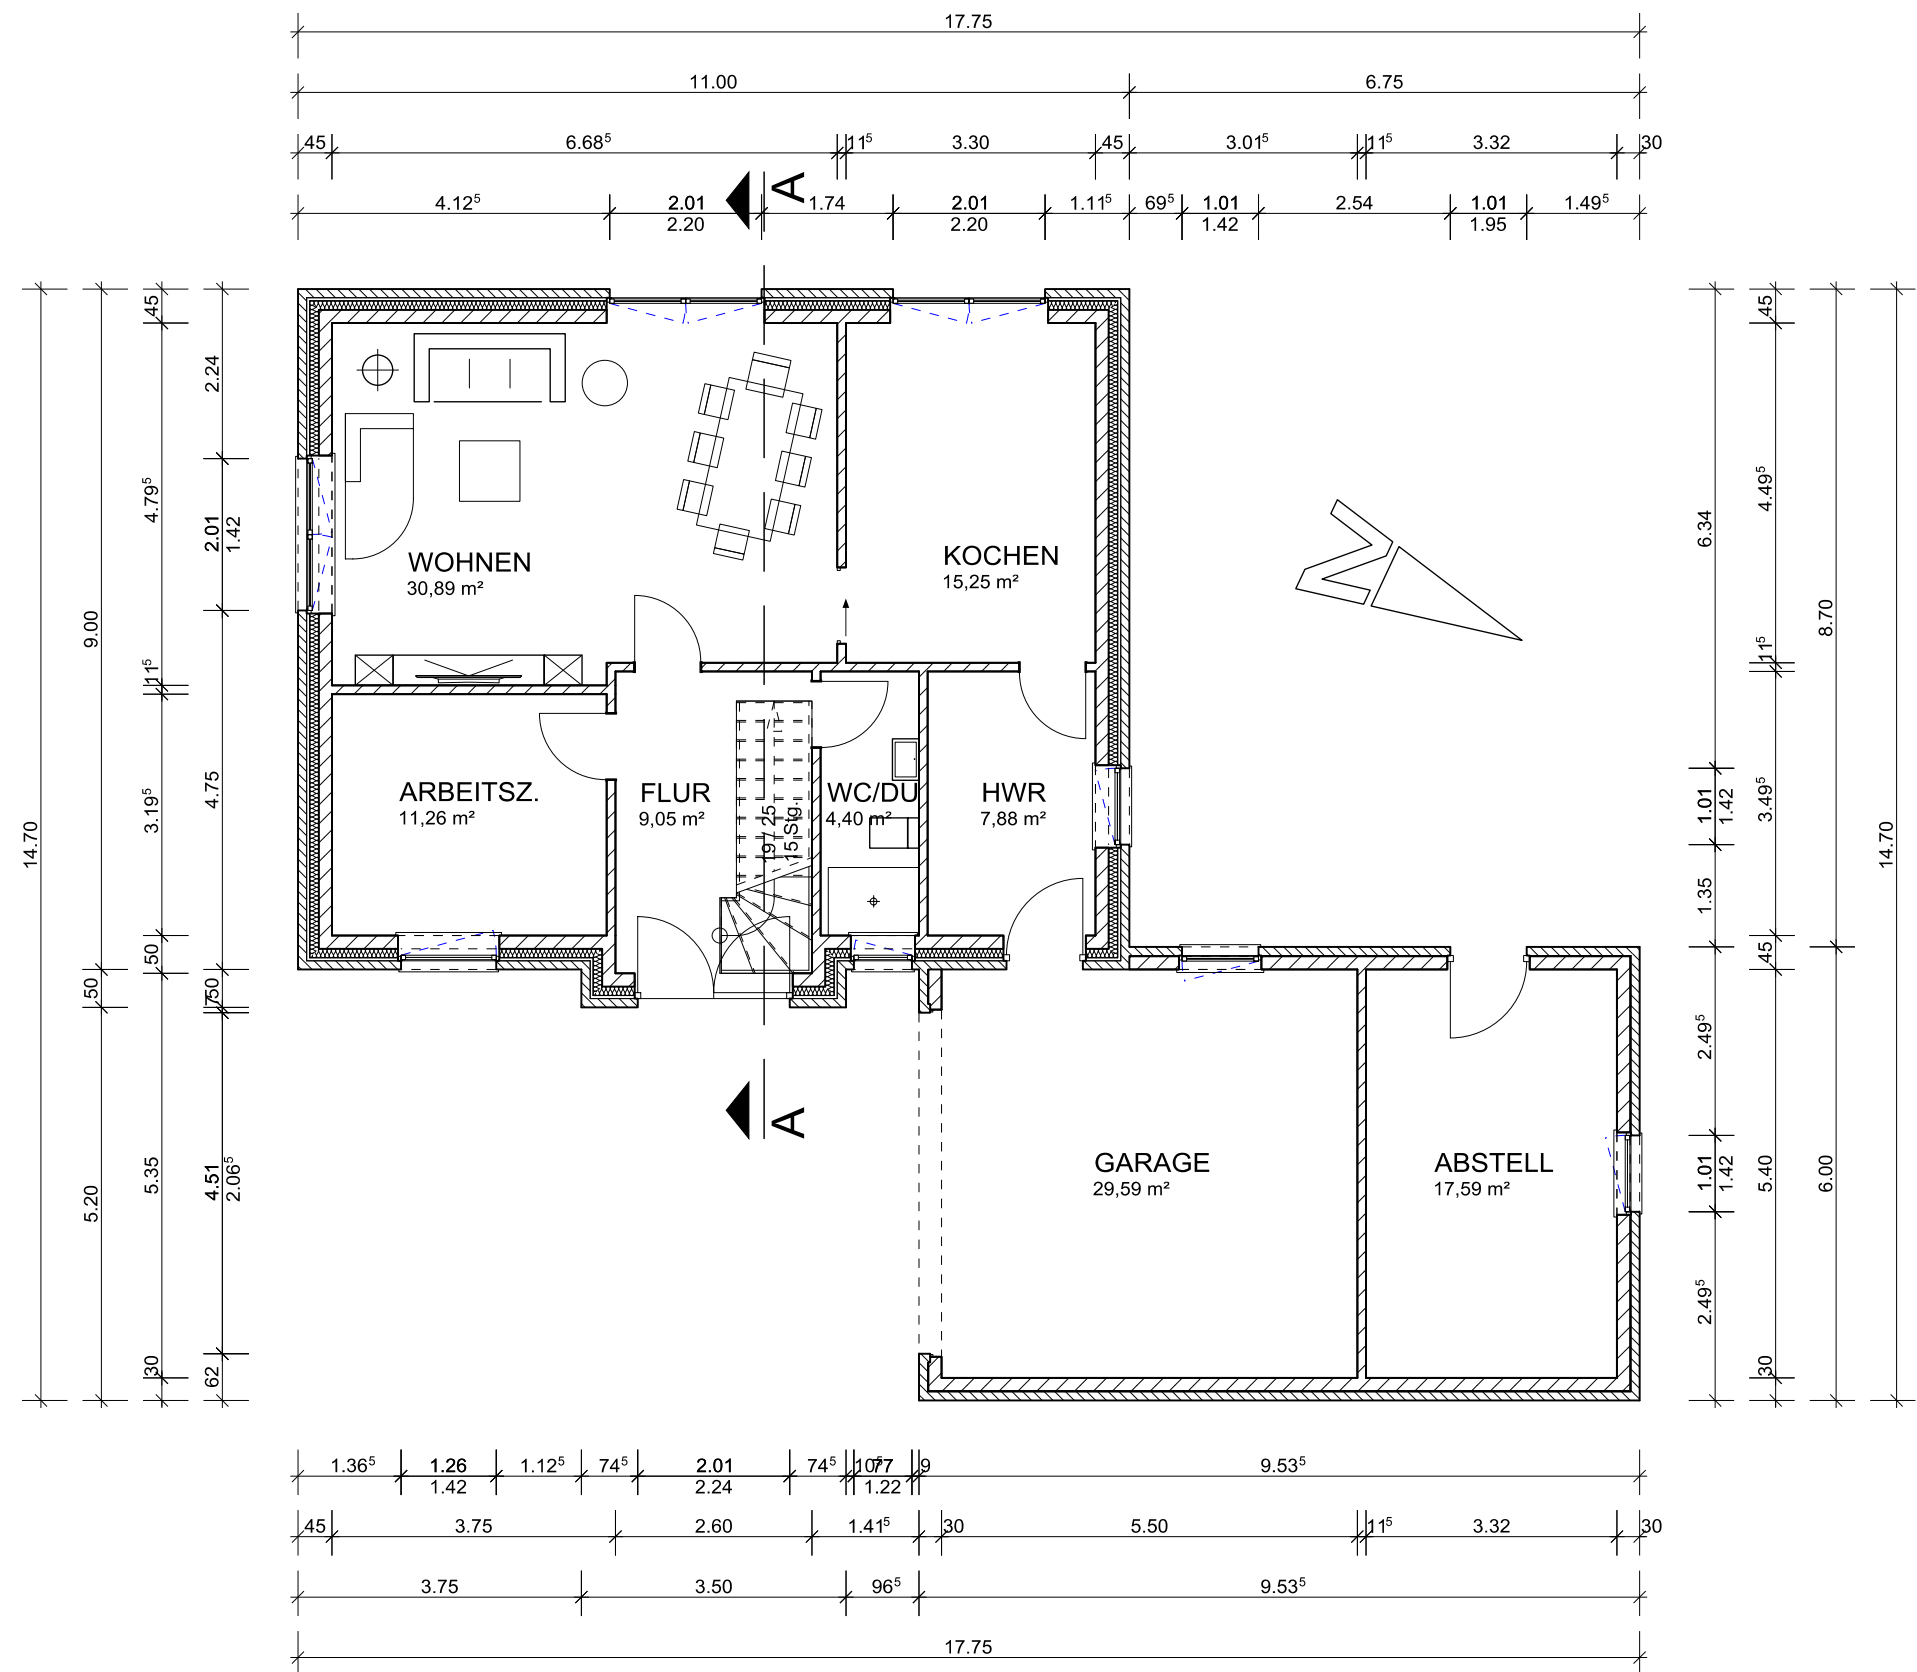 17.75
11.00 6.75
45 6.68⁵ 11⁵ 3.30 45 3.01⁵ 11⁵ 3.32 30
4.12⁵ 2.01 1.74 2.01 1.11⁵ 69⁵ 1.01 2.54 1.01 1.49⁵
2.20 2.20 1.42 1.95
A
14.70
9.00 50 5.20
45 4.79⁵ 11⁵ 3.19⁵ 50 5.35 30
2.24 2.01 4.75 50 7 4.51 62
1.42 2.06⁵
WOHNEN
30,89 m²
KOCHEN
15,25 m²
N
ARBEITSZ.
11,26 m²
FLUR
9,05 m²
19 / 25
15 Stg.
WC/DU
4,40 m²
HWR
7,88 m²
A
GARAGE
29,59 m²
ABSTELL
17,59 m²
6.34 1.01 1.35 2.49⁵ 1.01 2.49⁵
1.42 1.42
45 4.49⁵ 11⁵ 3.49⁵ 45 5.40 30
8.70 6.00
14.70
1.36⁵ 1.26 1.12⁵ 74⁵ 2.01 74⁵ 10⁵ 77 9 9.53⁵
1.42 2.24 1.22
45 3.75 2.60 1.41⁵ 30 5.50 11⁵ 3.32 30
3.75 3.50 96⁵ 9.53⁵
17.75